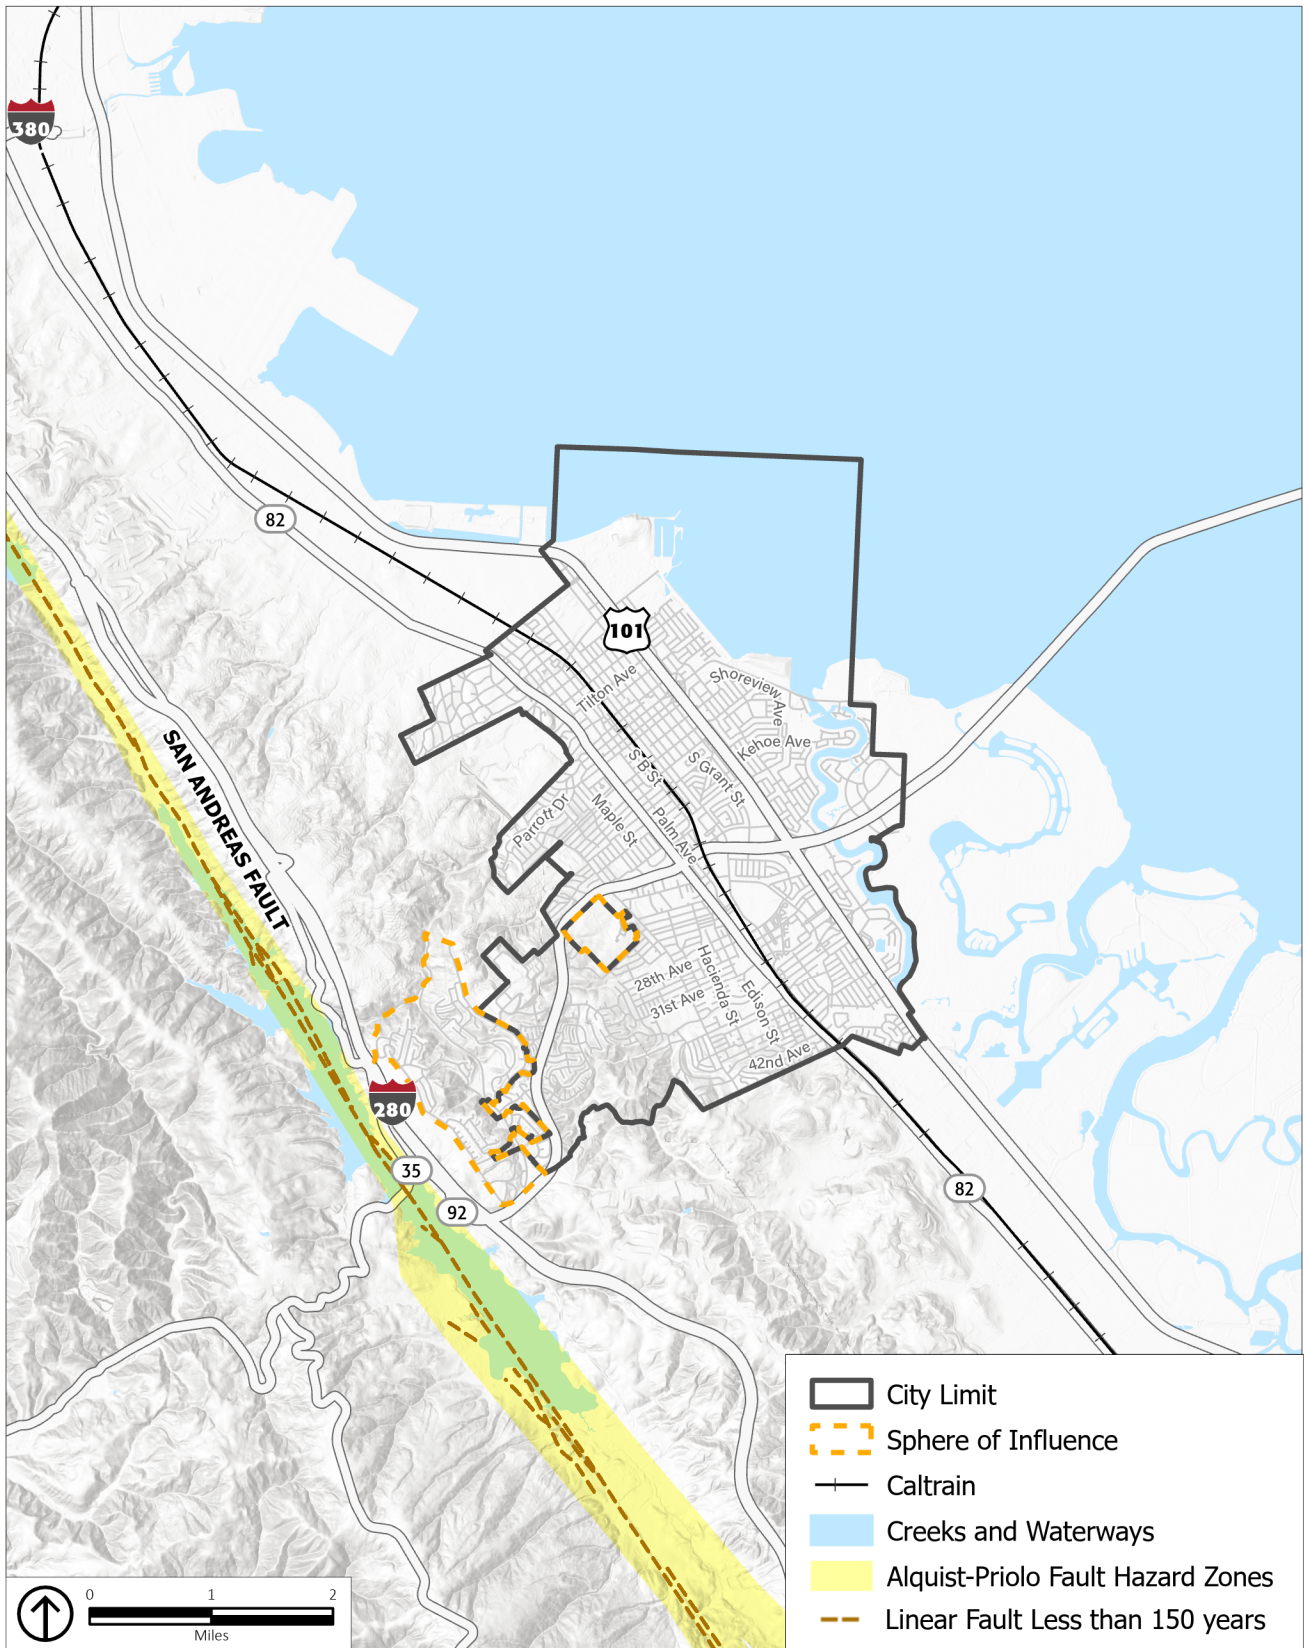 380
82
101
Tilton Ave
Shoreview Ave
Kehoe Ave
S B St
S Grant St
SAN ANDREAS FAULT
Parrott Dr
Maple St
Palm Ave
28th Ave
31st Ave
Hacienda St
Edison St
42nd Ave
280
35
92
82
City Limit
Sphere of Influence
Caltrain
Creeks and Waterways
Alquist-Priolo Fault Hazard Zones
Linear Fault Less than 150 years
0 1 2
Miles